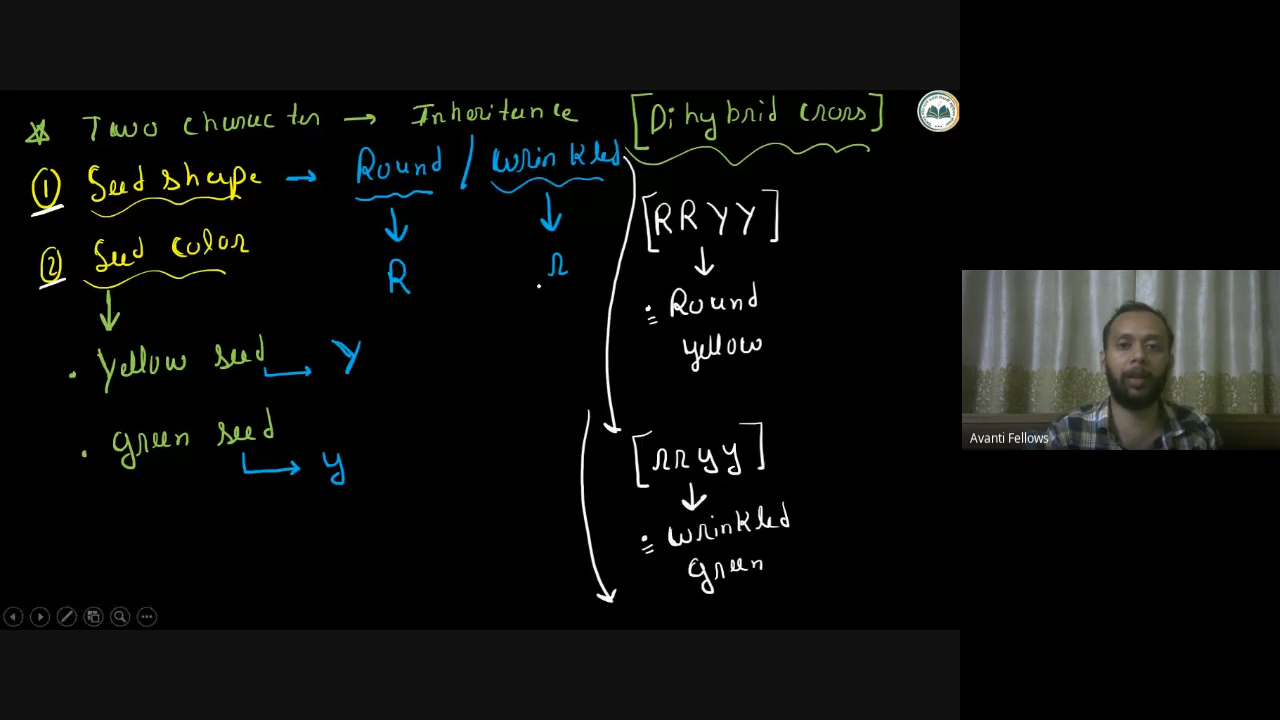 Two character → Inheritance [Dihybrid cross]
① Seed shape → Round / wrinkled
R r
② Seed color
• Yellow seed → Y
• green seed → y
[RRYY]
Round
yellow
[rryy]
wrinkled
green
Avanti Fellows